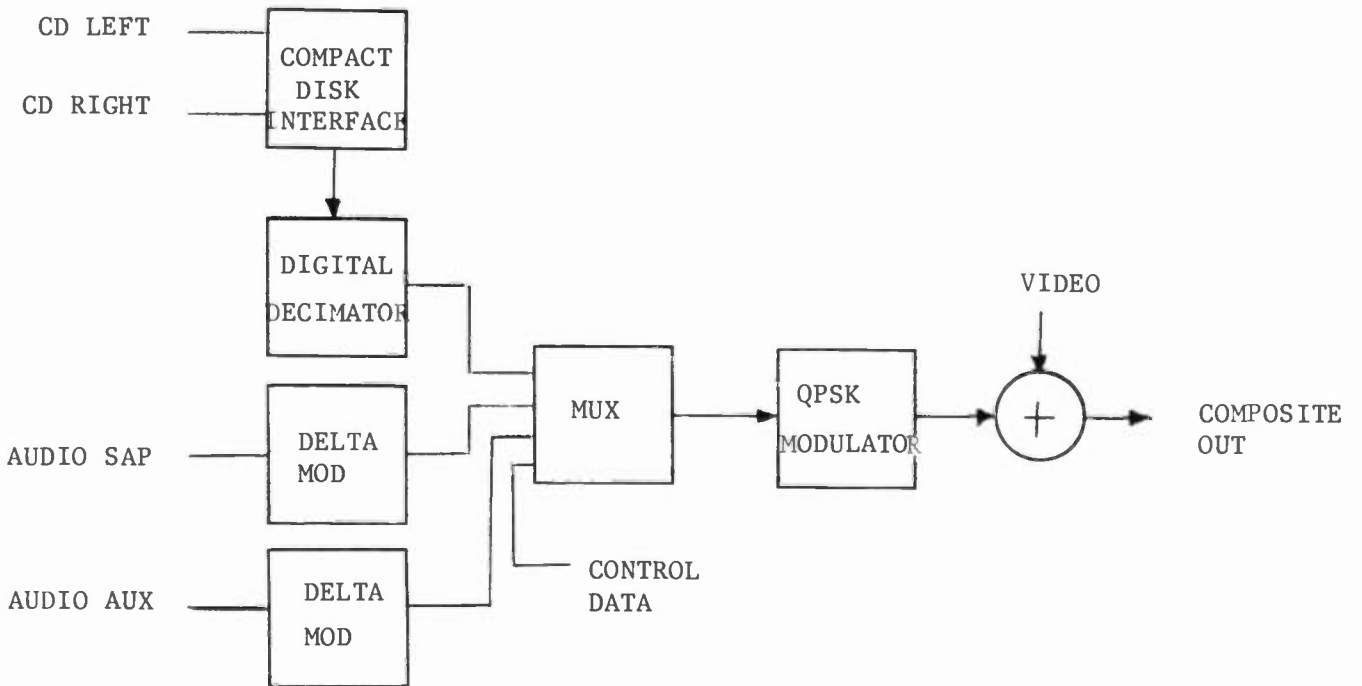 CD LEFT
CD RIGHT
COMPACT
DISK
INTERFACE
DIGITAL
DECIMATOR
AUDIO SAP
DELTA
MOD
AUDIO AUX
DELTA
MOD
MUX
CONTROL
DATA
QPSK
MODULATOR
VIDEO
+
COMPOSITE
OUT